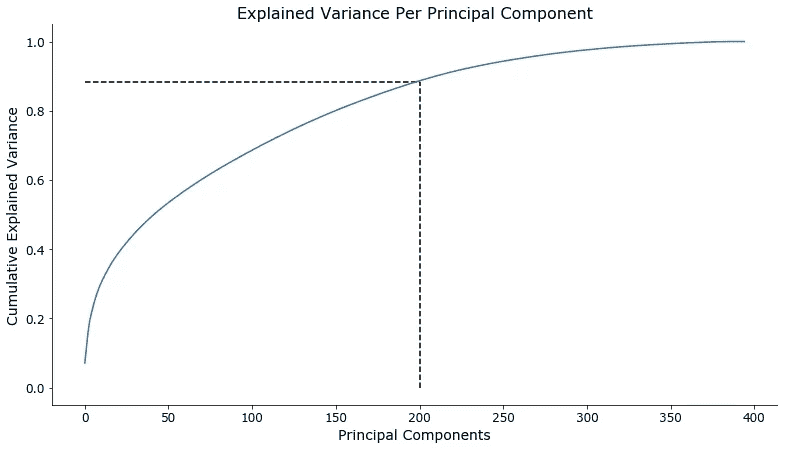 Explained Variance Per Principal Component
1.0
0.8
0.6
0.4
0.2
0.0
Cumulative Explained Variance
0 50 100 150 200 250 300 350 400
Principal Components